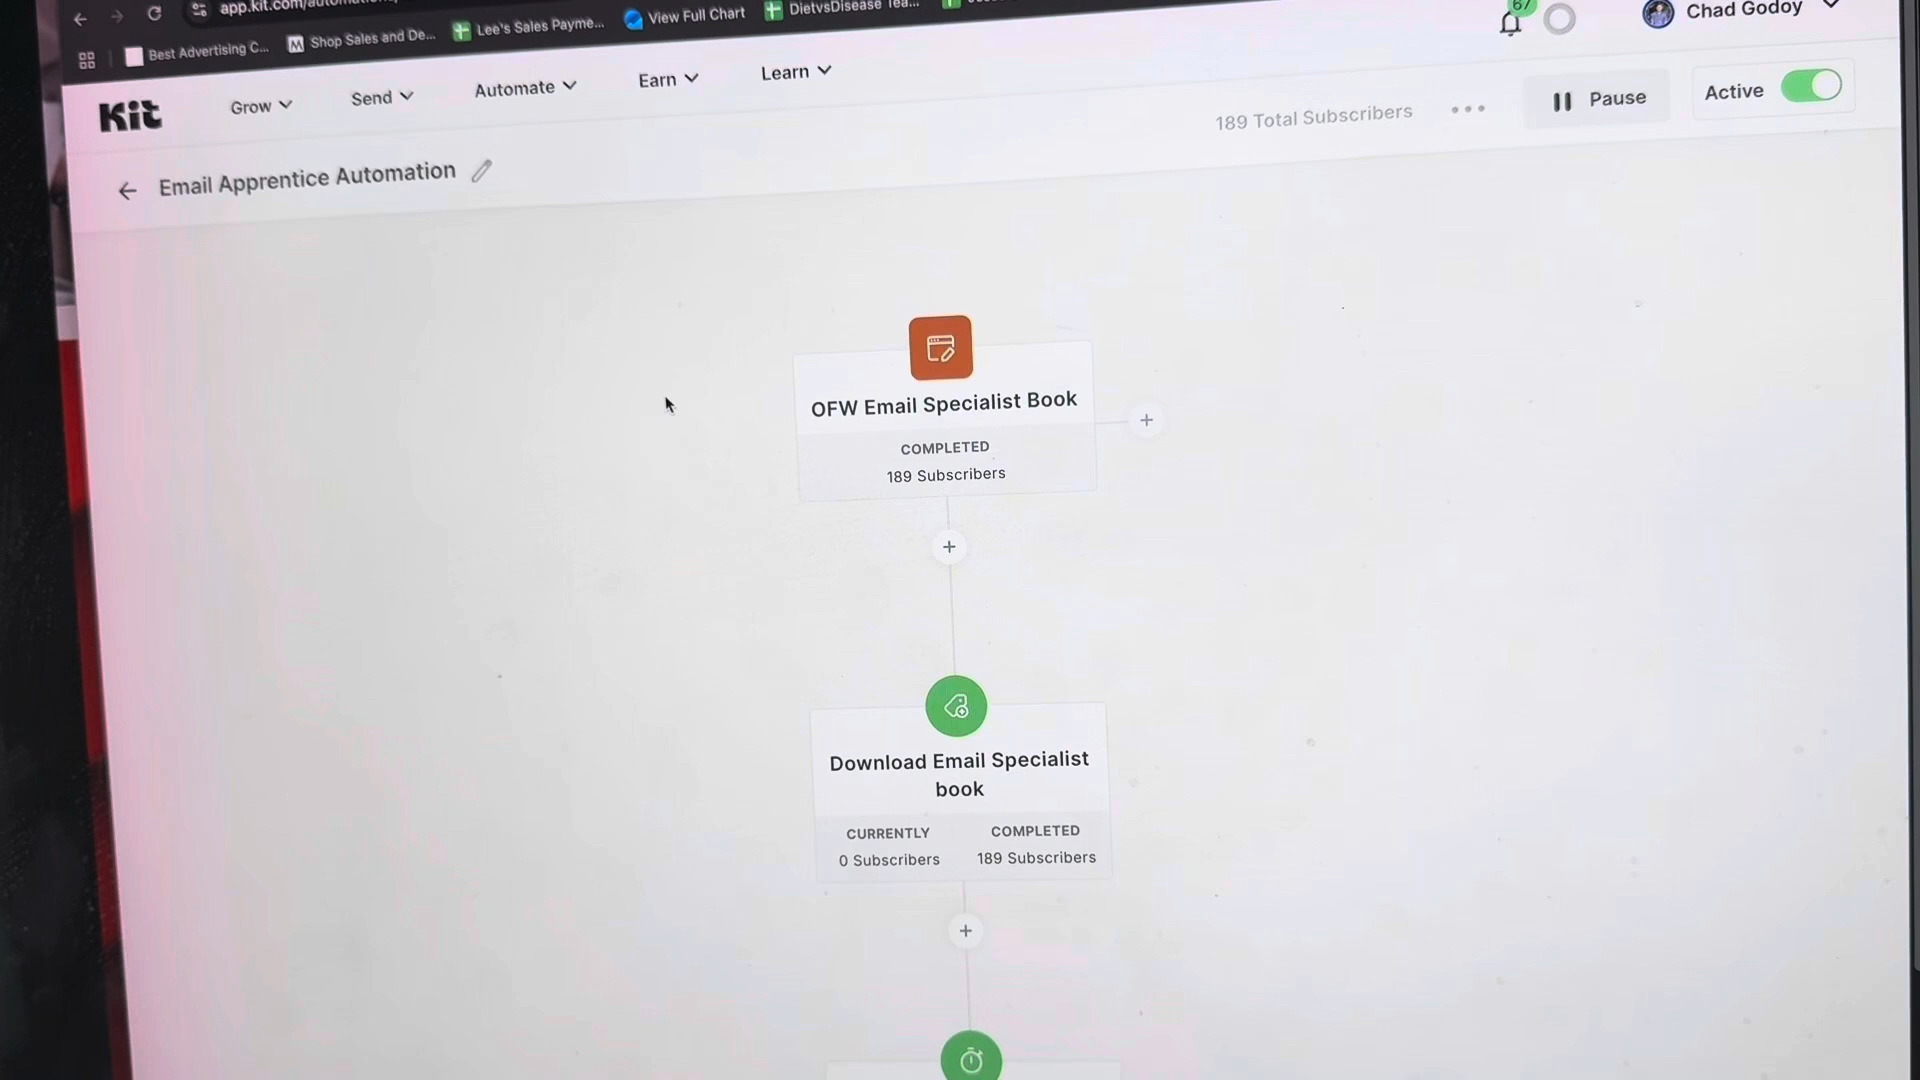 app.kit.com/
Best Advertising C...
Shop Sales and De...
Lee's Sales Payme...
View Full Chart
DietvsDisease Tea...
67
Chad Godoy
Kit
Grow
Send
Automate
Earn
Learn
189 Total Subscribers
Pause
Active
Email Apprentice Automation
OFW Email Specialist Book
COMPLETED
189 Subscribers
Download Email Specialist
book
CURRENTLY
COMPLETED
0 Subscribers
189 Subscribers